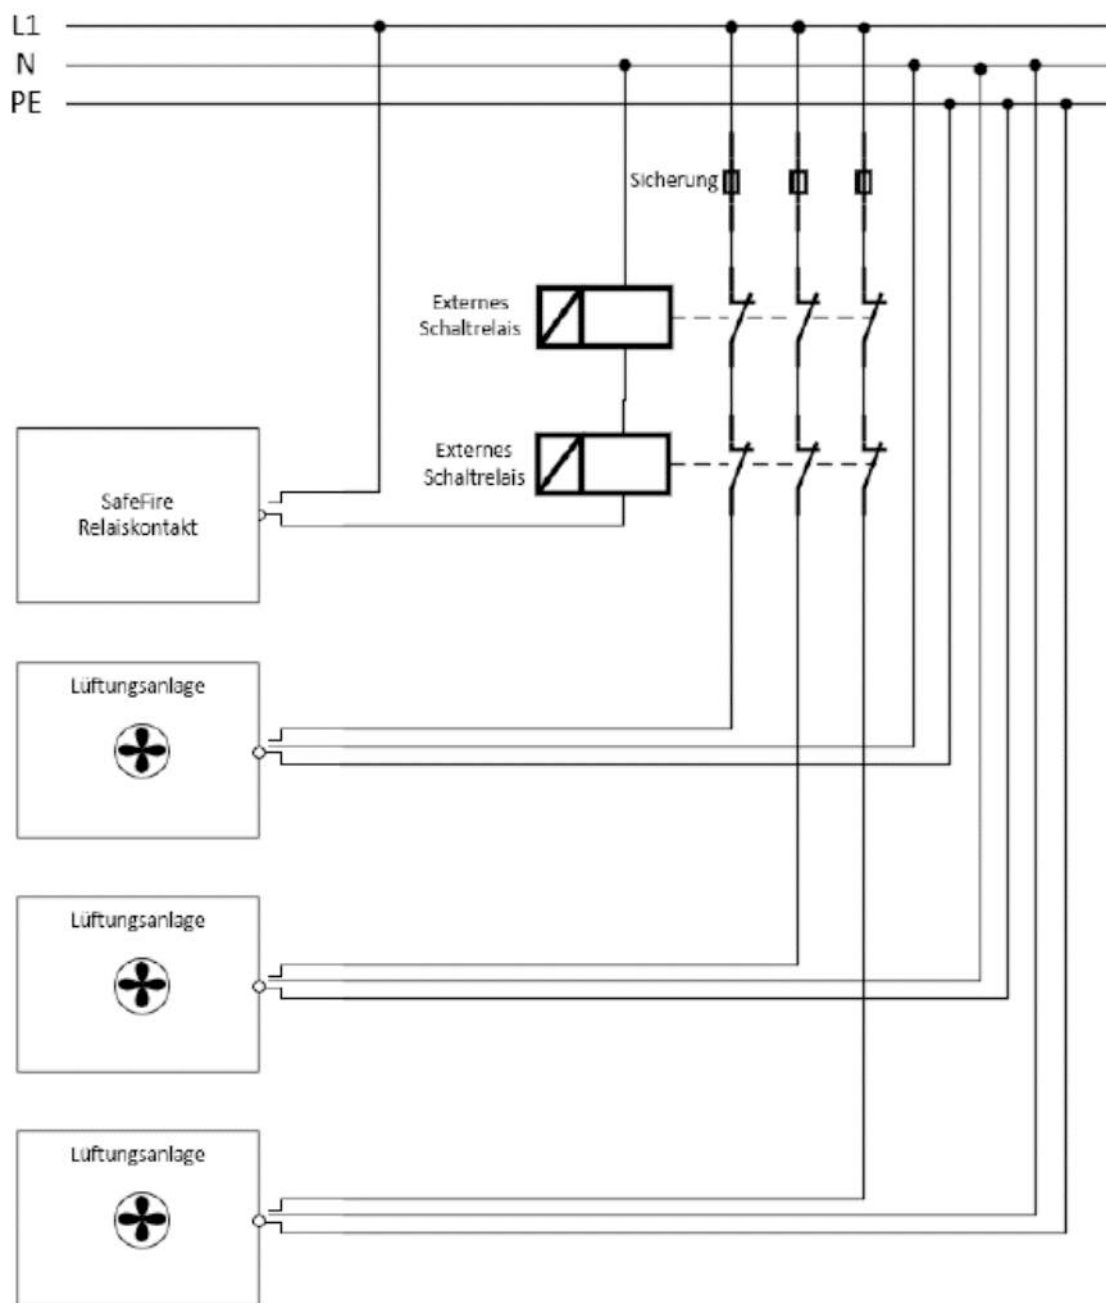 L1
N
PE
Sicherung
Externes
Schaltrelais
Externes
Schaltrelais
SafeFire
Relaiskontakt
Lüftungsanlage
Lüftungsanlage
Lüftungsanlage